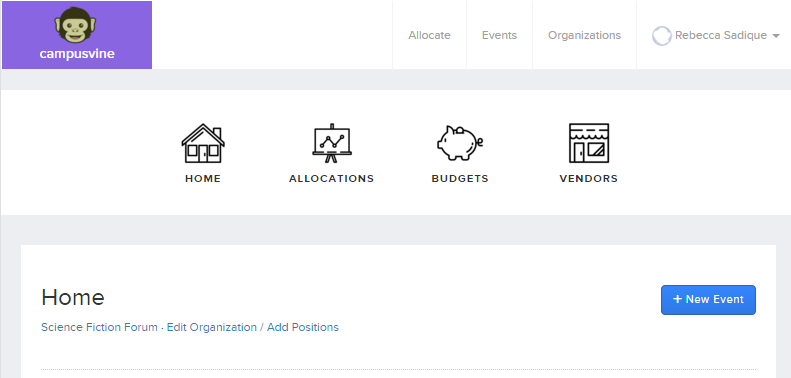 campusvine
Allocate Events Organizations Rebecca Sadique
HOME ALLOCATIONS BUDGETS VENDORS
Home
+ New Event
Science Fiction Forum · Edit Organization / Add Positions